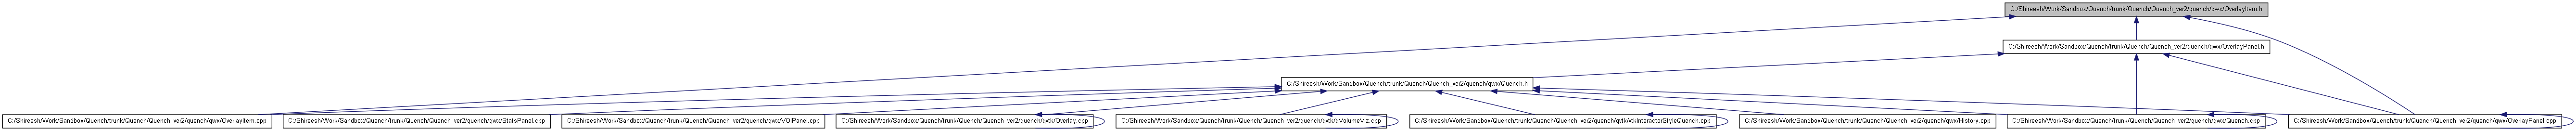 C:/Shireesh/Work/Sandbox/Quench/trunk/Quench/Quench_ver2/quench/qwx/OverlayItem.h
C:/Shireesh/Work/Sandbox/Quench/trunk/Quench/Quench_ver2/quench/qwx/OverlayPanel.h
C:/Shireesh/Work/Sandbox/Quench/trunk/Quench/Quench_ver2/quench/qwx/Quench.h
C:/Shireesh/Work/Sandbox/Quench/trunk/Quench/Quench_ver2/quench/qwx/OverlayItem.cpp
C:/Shireesh/Work/Sandbox/Quench/trunk/Quench/Quench_ver2/quench/qwx/StatsPanel.cpp
C:/Shireesh/Work/Sandbox/Quench/trunk/Quench/Quench_ver2/quench/qwx/VOIPanel.cpp
C:/Shireesh/Work/Sandbox/Quench/trunk/Quench/Quench_ver2/quench/qvtk/Overlay.cpp
C:/Shireesh/Work/Sandbox/Quench/trunk/Quench/Quench_ver2/quench/qvtk/qVolumeViz.cpp
C:/Shireesh/Work/Sandbox/Quench/trunk/Quench/Quench_ver2/quench/qvtk/vtkInteractorStyleQuench.cpp
C:/Shireesh/Work/Sandbox/Quench/trunk/Quench/Quench_ver2/quench/qwx/History.cpp
C:/Shireesh/Work/Sandbox/Quench/trunk/Quench/Quench_ver2/quench/qwx/Quench.cpp
C:/Shireesh/Work/Sandbox/Quench/trunk/Quench/Quench_ver2/quench/qwx/OverlayPanel.cpp